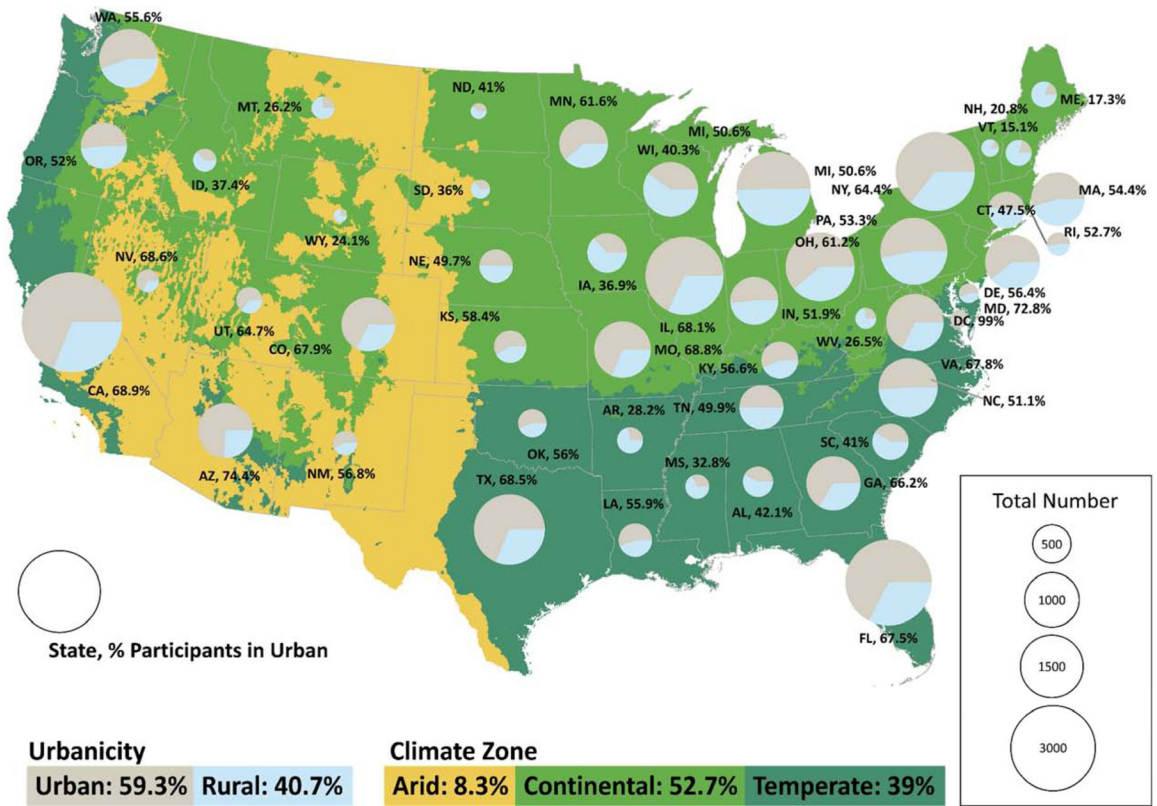 WA, 55.6%
MT, 26.2%
ND, 41%
MN, 61.6%
NH, 20.8%
ME, 17.3%
VT, 15.1%
MI, 50.6%
WI, 40.3%
OR, 52%
ID, 37.4%
SD, 36%
MI, 50.6%
NY, 64.4%
MA, 54.4%
CT, 47.5%
PA, 53.3%
RI, 52.7%
WY, 24.1%
OH, 61.2%
NV, 68.6%
NE, 49.7%
IA, 36.9%
DE, 56.4%
MD, 72.8%
KS, 58.4%
IN, 51.9%
DC, 99%
UT, 64.7%
IL, 68.1%
WV, 26.5%
CO, 67.9%
MO, 68.8%
KY, 56.6%
VA, 67.8%
CA, 68.9%
NC, 51.1%
AR, 28.2%
TN, 49.9%
SC, 41%
OK, 56%
MS, 32.8%
AZ, 74.4%
NM, 56.8%
TX, 68.5%
GA, 66.2%
LA, 55.9%
AL, 42.1%
FL, 67.5%
Total Number
500
1000
1500
3000
State, % Participants in Urban
Urbanicity
Urban: 59.3% Rural: 40.7%
Climate Zone
Arid: 8.3% Continental: 52.7% Temperate: 39%